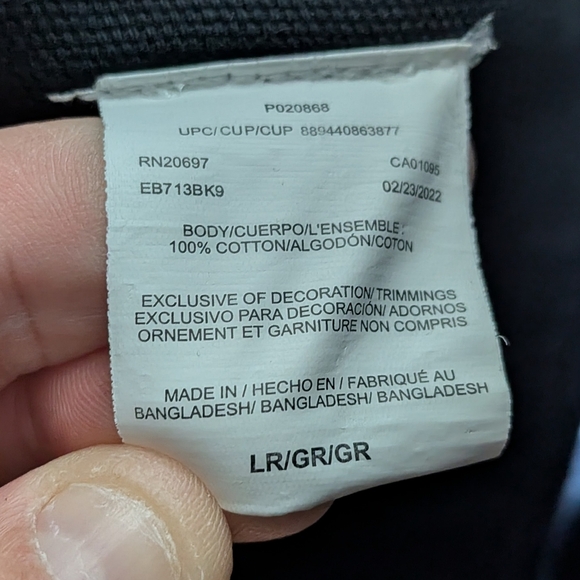 P020868
UPC/CUP/CUP 889440863877
RN20697 CA01095
EB713BK9 02/23/2022
BODY/CUERPO/L'ENSEMBLE:
100% COTTON/ALGODÓN/COTON
EXCLUSIVE OF DECORATION/TRIMMINGS
EXCLUSIVO PARA DECORACIÓN/ADORNOS
ORNEMENT ET GARNITURE NON COMPRIS
MADE IN / HECHO EN / FABRIQUÉ AU
BANGLADESH/ BANGLADESH/ BANGLADESH
LR/GR/GR